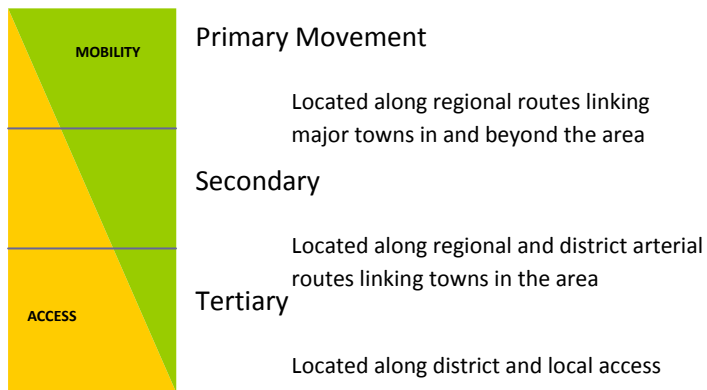 MOBILITY
Primary Movement
Located along regional routes linking
major towns in and beyond the area
Secondary
Located along regional and district arterial
routes linking towns in the area
Tertiary
ACCESS
Located along district and local access